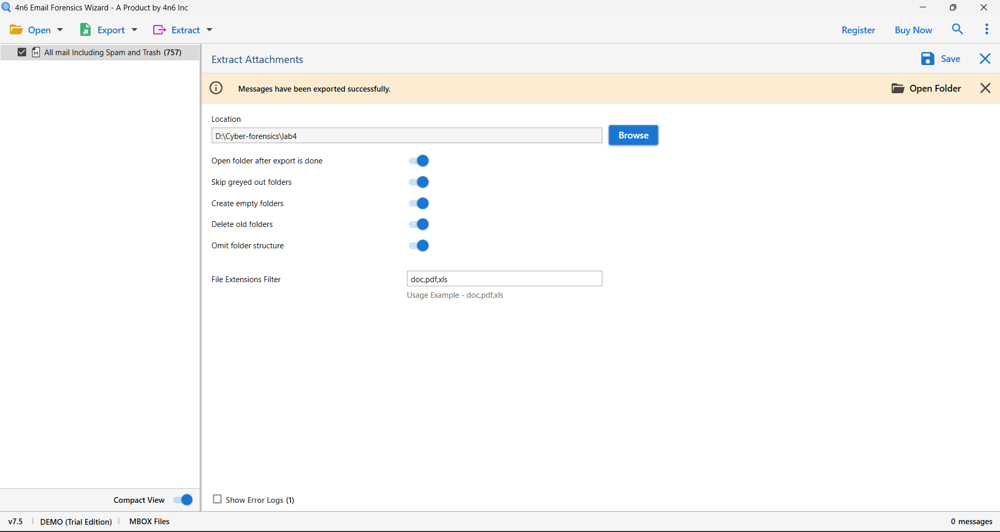 4n6 Email Forensics Wizard - A Product by 4n6 Inc
Open Export Extract Register Buy Now
All mail Including Spam and Trash (757)
Extract Attachments Save
Messages have been exported successfully. Open Folder
Location
D:\Cyber-forensics\lab4 Browse
Open folder after export is done
Skip greyed out folders
Create empty folders
Delete old folders
Omit folder structure
File Extensions Filter doc,pdf,xls
Usage Example - doc,pdf,xls
Compact View Show Error Logs (1)
v7.5 DEMO (Trial Edition) MBOX Files 0 messages